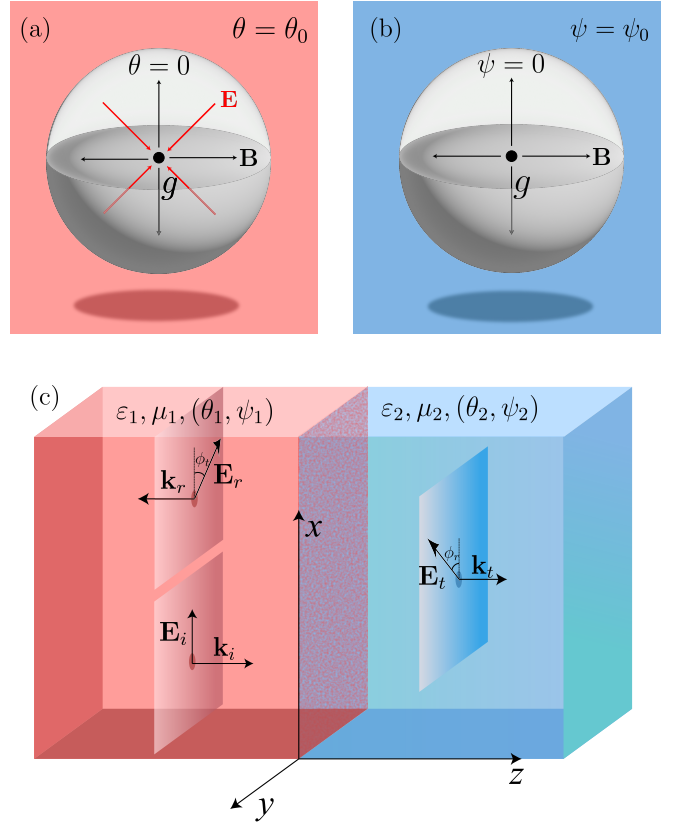 (a)
θ = θ₀
θ = 0
E
B
g
(b)
ψ = ψ₀
ψ = 0
B
g
(c)
ε₁, μ₁, (θ₁, ψ₁)
ε₂, μ₂, (θ₂, ψ₂)
ϕₜ
kᵣ
Eᵣ
x
ϕᵣ
Eₜ
kₜ
Eᵢ
kᵢ
z
y